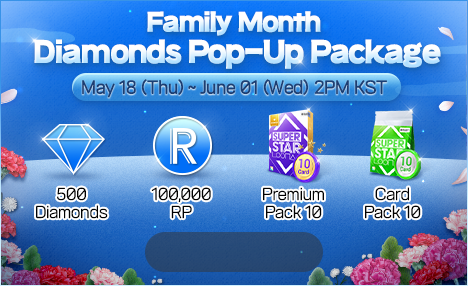 Family Month
Diamonds Pop-Up Package
May 18 (Thu) ~ June 01 (Wed) 2PM KST
R
SUPER
STAR
10
Card
SUPER
STAR
10
Card
500
Diamonds
100,000
RP
Premium
Pack 10
Card
Pack 10